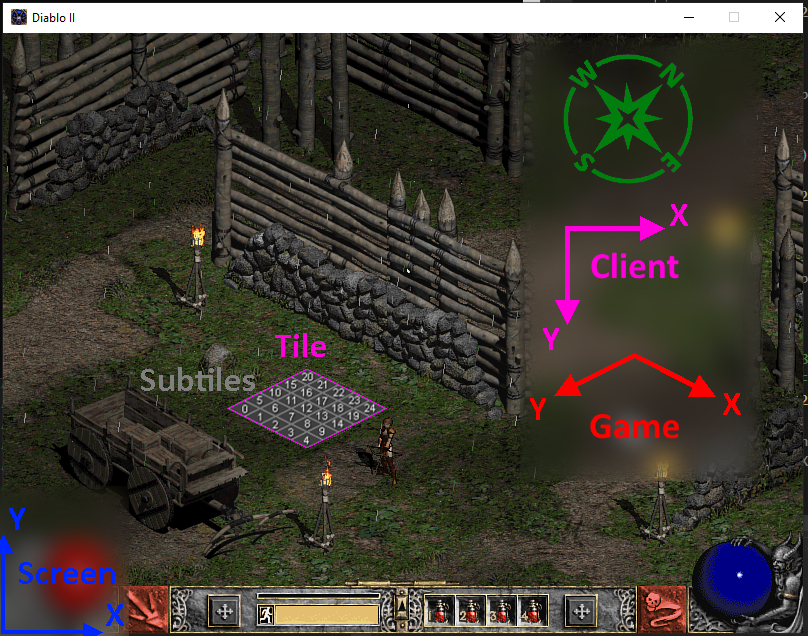 Diablo II
W N
S E
X
Client
Y
Tile
Subtiles
0 1 2 3 4
5 6 7 8 9
10 11 12 13 14
15 16 17 18 19
20 21 22 23 24
Y X
Game
Y
Screen
X
2 3 4